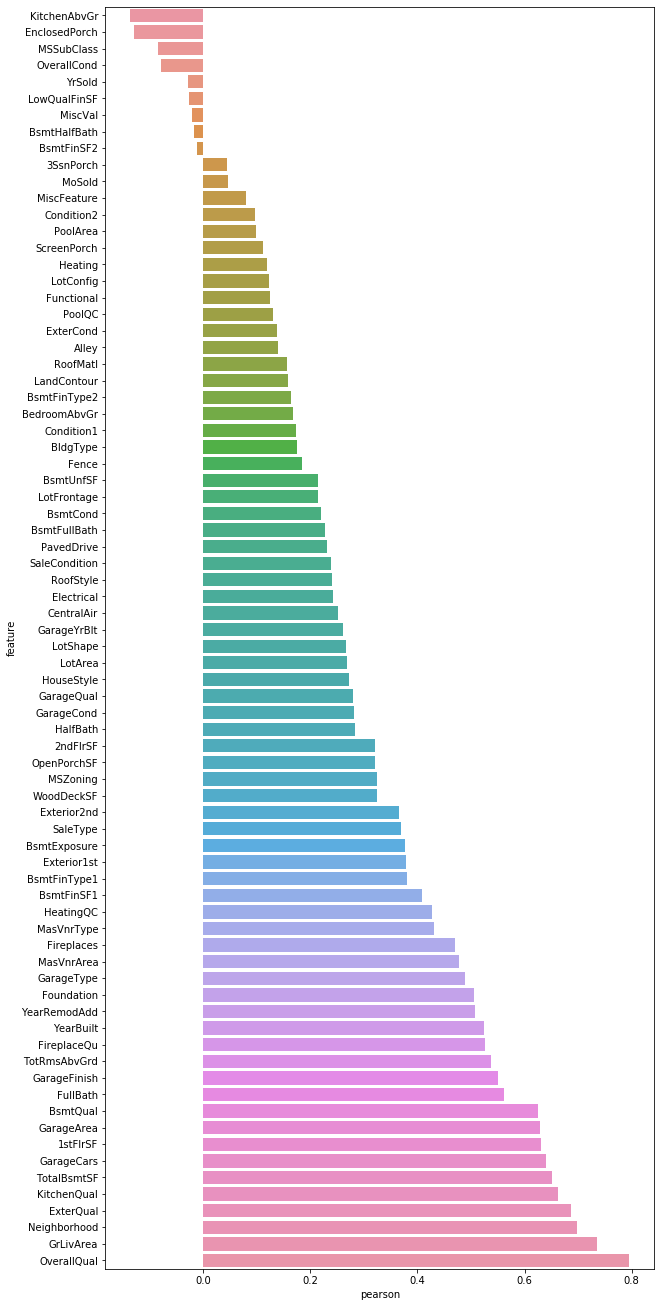 KitchenAbvGr
EnclosedPorch
MSSubClass
OverallCond
YrSold
LowQualFinSF
MiscVal
BsmtHalfBath
BsmtFinSF2
3SsnPorch
MoSold
MiscFeature
Condition2
PoolArea
ScreenPorch
Heating
LotConfig
Functional
PoolQC
ExterCond
Alley
RoofMatl
LandContour
BsmtFinType2
BedroomAbvGr
Condition1
BldgType
Fence
BsmtUnfSF
LotFrontage
BsmtCond
BsmtFullBath
PavedDrive
SaleCondition
RoofStyle
Electrical
CentralAir
GarageYrBlt
LotShape
LotArea
HouseStyle
GarageQual
GarageCond
HalfBath
2ndFlrSF
OpenPorchSF
MSZoning
WoodDeckSF
Exterior2nd
SaleType
BsmtExposure
Exterior1st
BsmtFinType1
BsmtFinSF1
HeatingQC
MasVnrType
Fireplaces
MasVnrArea
GarageType
Foundation
YearRemodAdd
YearBuilt
FireplaceQu
TotRmsAbvGrd
GarageFinish
FullBath
BsmtQual
GarageArea
1stFlrSF
GarageCars
TotalBsmtSF
KitchenQual
ExterQual
Neighborhood
GrLivArea
OverallQual
feature
0.0 0.2 0.4 0.6 0.8
pearson